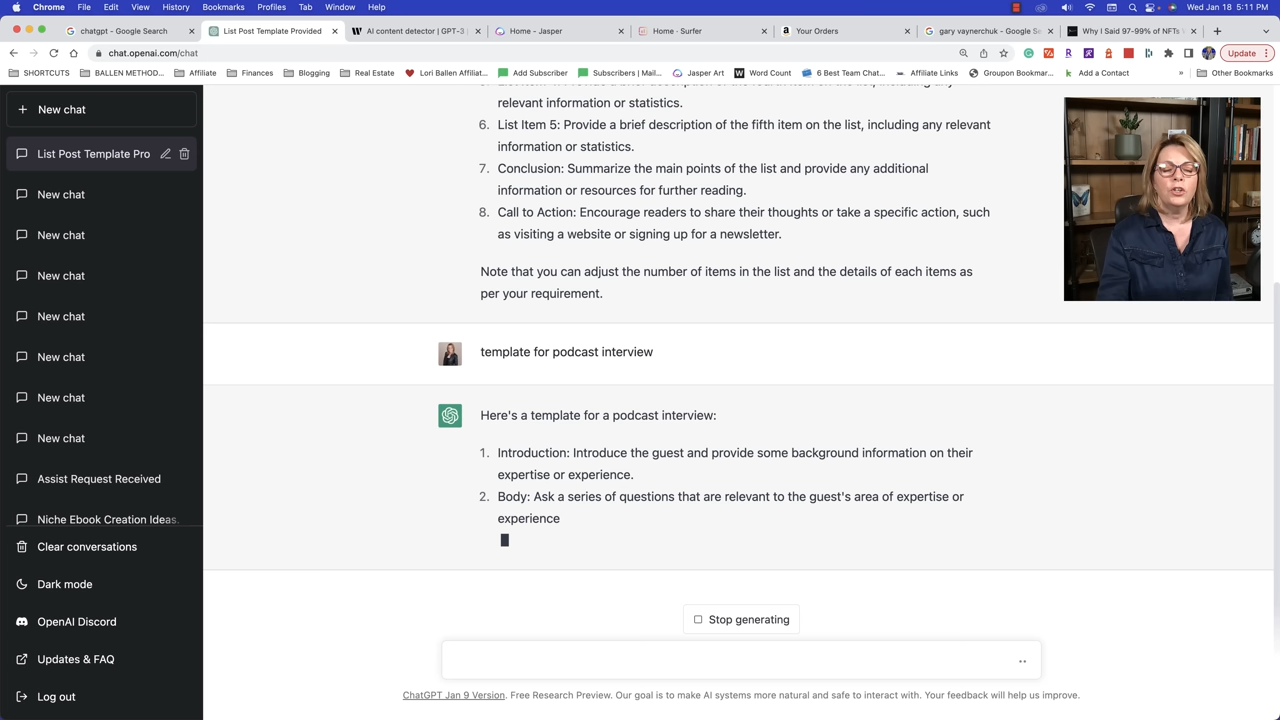 Chrome File Edit View History Bookmarks Profiles Tab Window Help Wed Jan 18 5:11 PM
chatgpt - Google Search List Post Template Provided AI content detector | GPT-3 Home - Jasper Home · Surfer Your Orders gary vaynerchuk - Google Se Why I Said 97-99% of NFTs
chat.openai.com/chat Update
SHORTCUTS BALLEN METHOD... Affiliate Finances Blogging Real Estate Lori Ballen Affiliat... Add Subscriber Subscribers | Mail... Jasper Art Word Count 6 Best Team Chat... Affiliate Links Groupon Bookmar... Add a Contact » Other Bookmarks
New chat
List Post Template Pro
New chat
New chat
New chat
New chat
New chat
New chat
New chat
Assist Request Received
Niche Ebook Creation Ideas.
Clear conversations
Dark mode
OpenAI Discord
Updates & FAQ
Log out
relevant information or statistics.
6. List Item 5: Provide a brief description of the fifth item on the list, including any relevant
information or statistics.
7. Conclusion: Summarize the main points of the list and provide any additional
information or resources for further reading.
8. Call to Action: Encourage readers to share their thoughts or take a specific action, such
as visiting a website or signing up for a newsletter.
Note that you can adjust the number of items in the list and the details of each items as
per your requirement.
template for podcast interview
Here's a template for a podcast interview:
1. Introduction: Introduce the guest and provide some background information on their
expertise or experience.
2. Body: Ask a series of questions that are relevant to the guest's area of expertise or
experience
Stop generating
ChatGPT Jan 9 Version. Free Research Preview. Our goal is to make AI systems more natural and safe to interact with. Your feedback will help us improve.